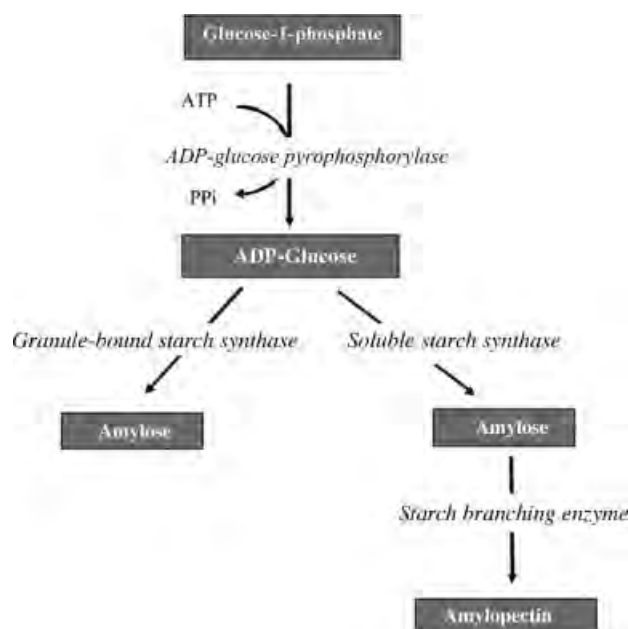 Glucose-1-phosphate
ATP
ADP-glucose pyrophosphorylase
PPi
ADP-Glucose
Granule-bound starch synthase
Soluble starch synthase
Amylose
Amylose
Starch branching enzyme
Amylopectin